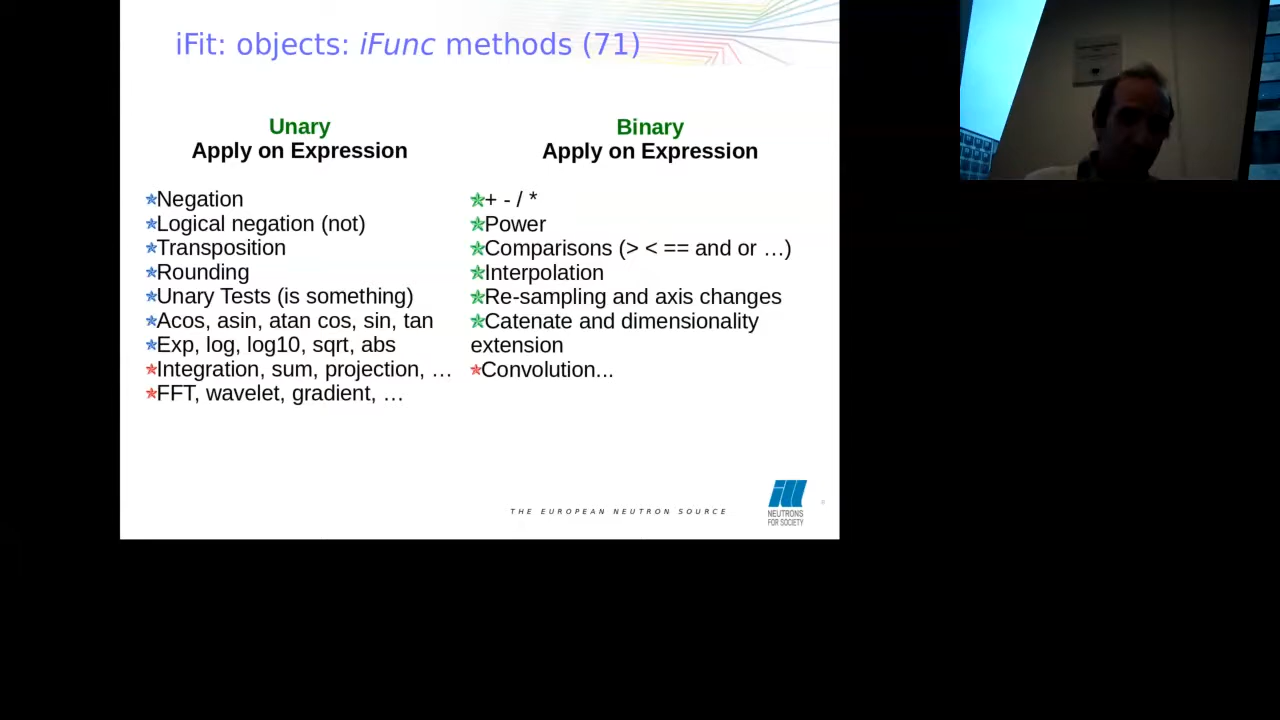 iFit: objects: iFunc methods (71)
Unary
Apply on Expression
Negation
Logical negation (not)
Transposition
Rounding
Unary Tests (is something)
Acos, asin, atan cos, sin, tan
Exp, log, log10, sqrt, abs
Integration, sum, projection, …
FFT, wavelet, gradient, …
Binary
Apply on Expression
+ - / *
Power
Comparisons (> < == and or …)
Interpolation
Re-sampling and axis changes
Catenate and dimensionality
extension
Convolution...
THE EUROPEAN NEUTRON SOURCE
ill
NEUTRONS
FOR SOCIETY